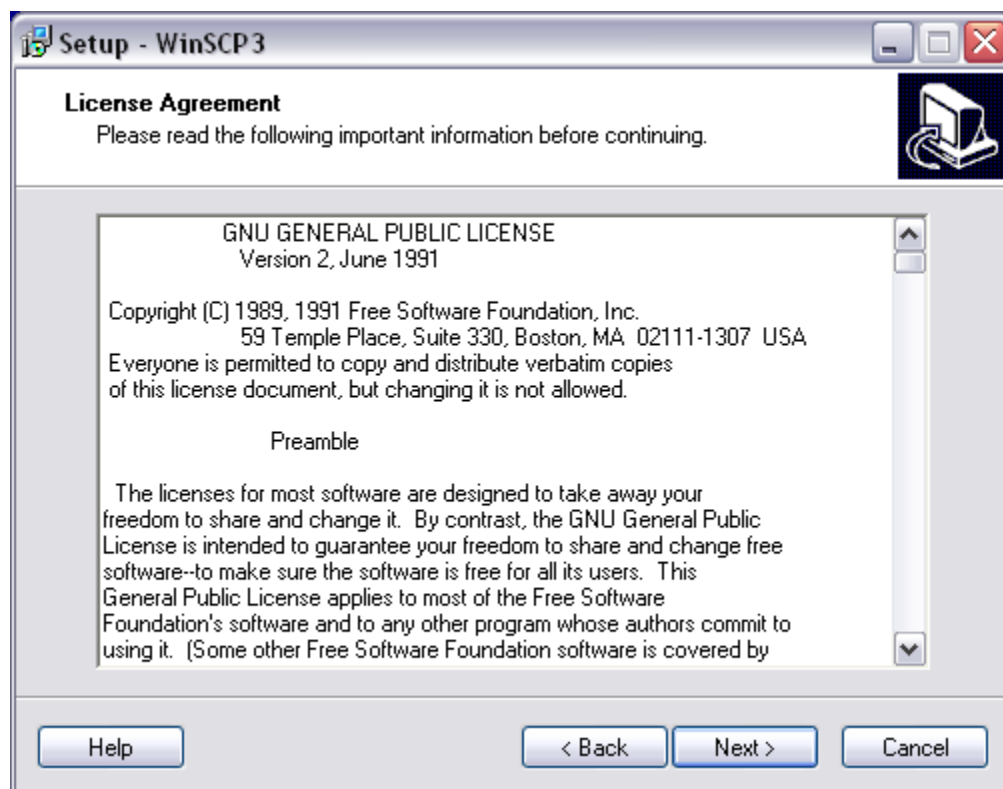 Setup - WinSCP3
License Agreement
Please read the following important information before continuing.
GNU GENERAL PUBLIC LICENSE
Version 2, June 1991
Copyright (C) 1989, 1991 Free Software Foundation, Inc.
59 Temple Place, Suite 330, Boston, MA  02111-1307  USA
Everyone is permitted to copy and distribute verbatim copies
of this license document, but changing it is not allowed.
Preamble
The licenses for most software are designed to take away your
freedom to share and change it.  By contrast, the GNU General Public
License is intended to guarantee your freedom to share and change free
software--to make sure the software is free for all its users.  This
General Public License applies to most of the Free Software
Foundation's software and to any other program whose authors commit to
using it.  (Some other Free Software Foundation software is covered by
Help
< Back
Next >
Cancel